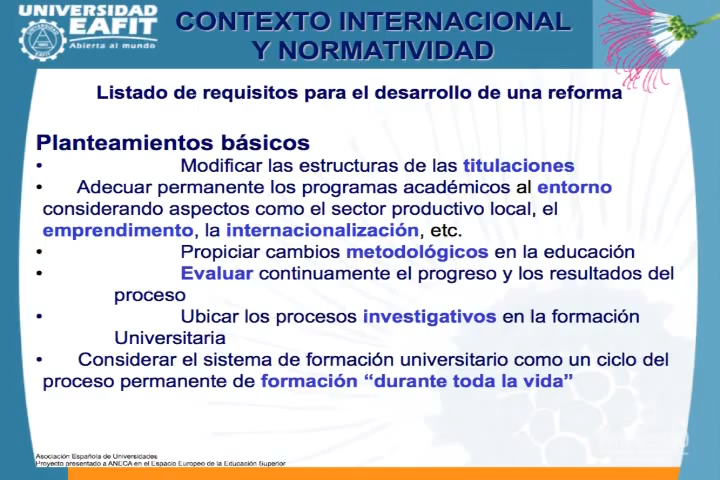 UNIVERSIDAD
EAFIT
Abierta al mundo
CONTEXTO INTERNACIONAL
Y NORMATIVIDAD
Listado de requisitos para el desarrollo de una reforma
Planteamientos básicos
• Modificar las estructuras de las titulaciones
• Adecuar permanente los programas académicos al entorno
considerando aspectos como el sector productivo local, el
emprendimento, la internacionalización, etc.
• Propiciar cambios metodológicos en la educación
• Evaluar continuamente el progreso y los resultados del
proceso
• Ubicar los procesos investigativos en la formación
Universitaria
• Considerar el sistema de formación universitario como un ciclo del
proceso permanente de formación “durante toda la vida”
Asociación Española de Universidades
Proyecto presentado a ANECA en el Espacio Europeo de la Educación Superior